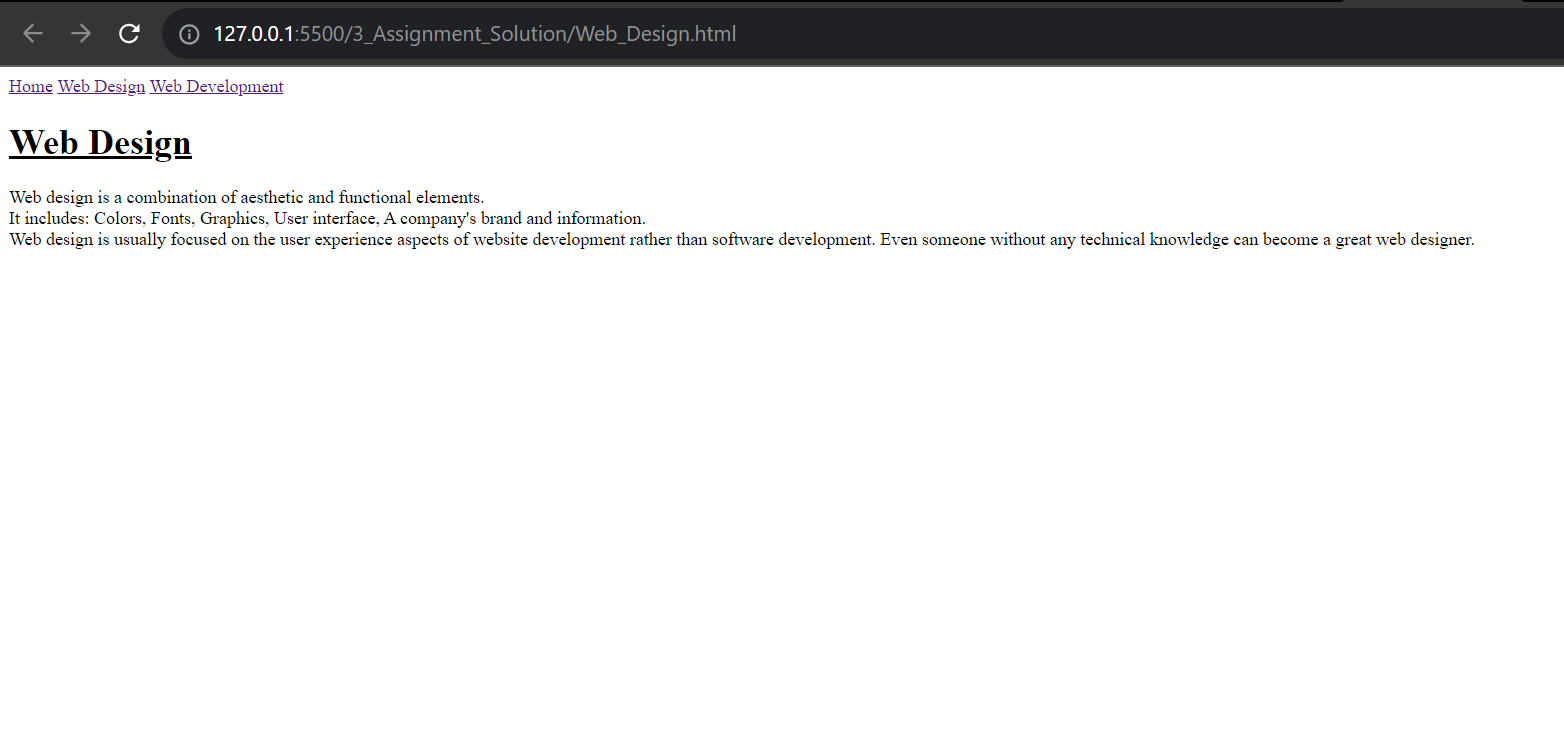 127.0.0.1:5500/3_Assignment_Solution/Web_Design.html
Home Web Design Web Development
Web Design
Web design is a combination of aesthetic and functional elements.
It includes: Colors, Fonts, Graphics, User interface, A company's brand and information.
Web design is usually focused on the user experience aspects of website development rather than software development. Even someone without any technical knowledge can become a great web designer.